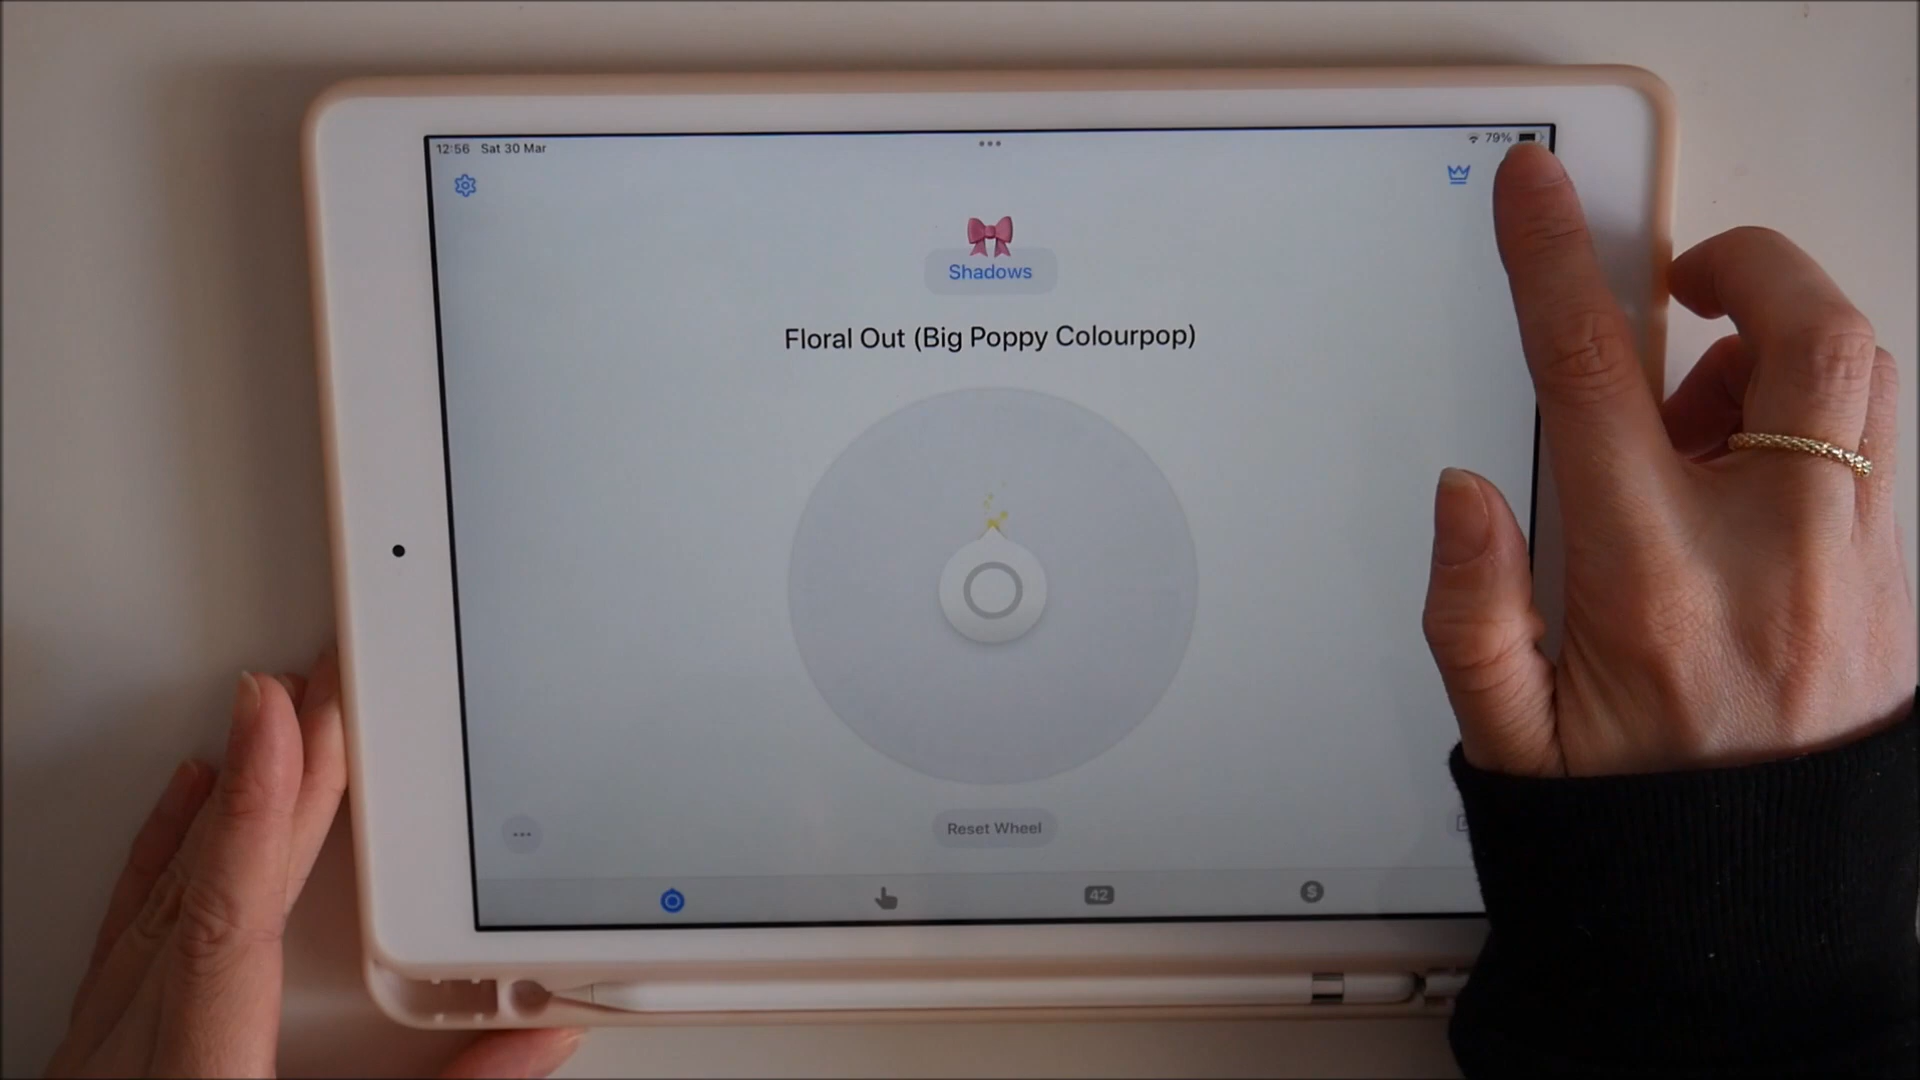 12:56 Sat 30 Mar
79%
Shadows
Floral Out (Big Poppy Colourpop)
Reset Wheel
42
$